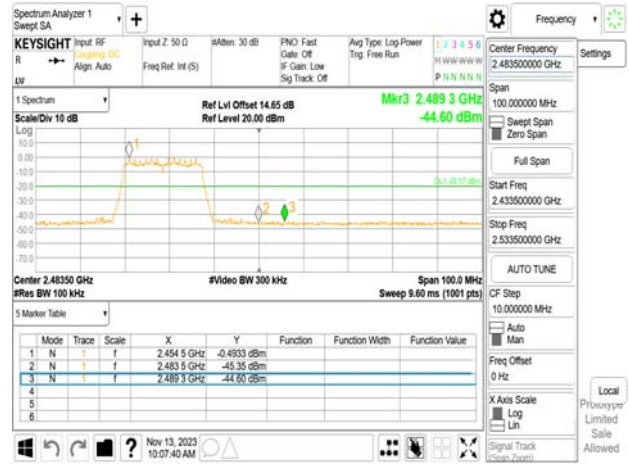 Spectrum Analyzer 1
Swept SA
+
Frequency
KEYSIGHT Input: RF Input Z: 50 Ω #Atten: 30 dB PNO: Fast Avg Type: Log-Power 1 2 3 4 5 6
R Coupling: DC Gate: Off Trig: Free Run M W W W W W
Align: Auto Freq Ref: Int (S) IF Gain: Low
Sig Track: Off P N N N N N
Center Frequency
2.483500000 GHz
Settings
1 Spectrum
Scale/Div 10 dB
Ref Lvl Offset 14.65 dB
Ref Level 20.00 dBm
Mkr3 2.489 3 GHz
-44.60 dBm
Span
100.000000 MHz
Swept Span
Zero Span
Log
10.0
0.00
-10.0
-20.0
-30.0
-40.0
-50.0
-60.0
-70.0
1
2
3
Full Span
Start Freq
2.433500000 GHz
Stop Freq
2.533500000 GHz
AUTO TUNE
Center 2.48350 GHz #Video BW 300 kHz Span 100.0 MHz
#Res BW 100 kHz Sweep 9.60 ms (1001 pts)
CF Step
10.000000 MHz
Auto
Man
5 Marker Table
Mode Trace Scale X Y Function Function Width Function Value
1 N 1 f 2.454 5 GHz -0.4933 dBm
2 N 1 f 2.483 5 GHz -45.35 dBm
3 N 1 f 2.489 3 GHz -44.60 dBm
4
5
6
Freq Offset
0 Hz
X Axis Scale
Log
Lin
Local
Prototype
Limited
Sale
Allowed
Signal Track
(Span Zoom)
?
Nov 13, 2023
10:07:40 AM